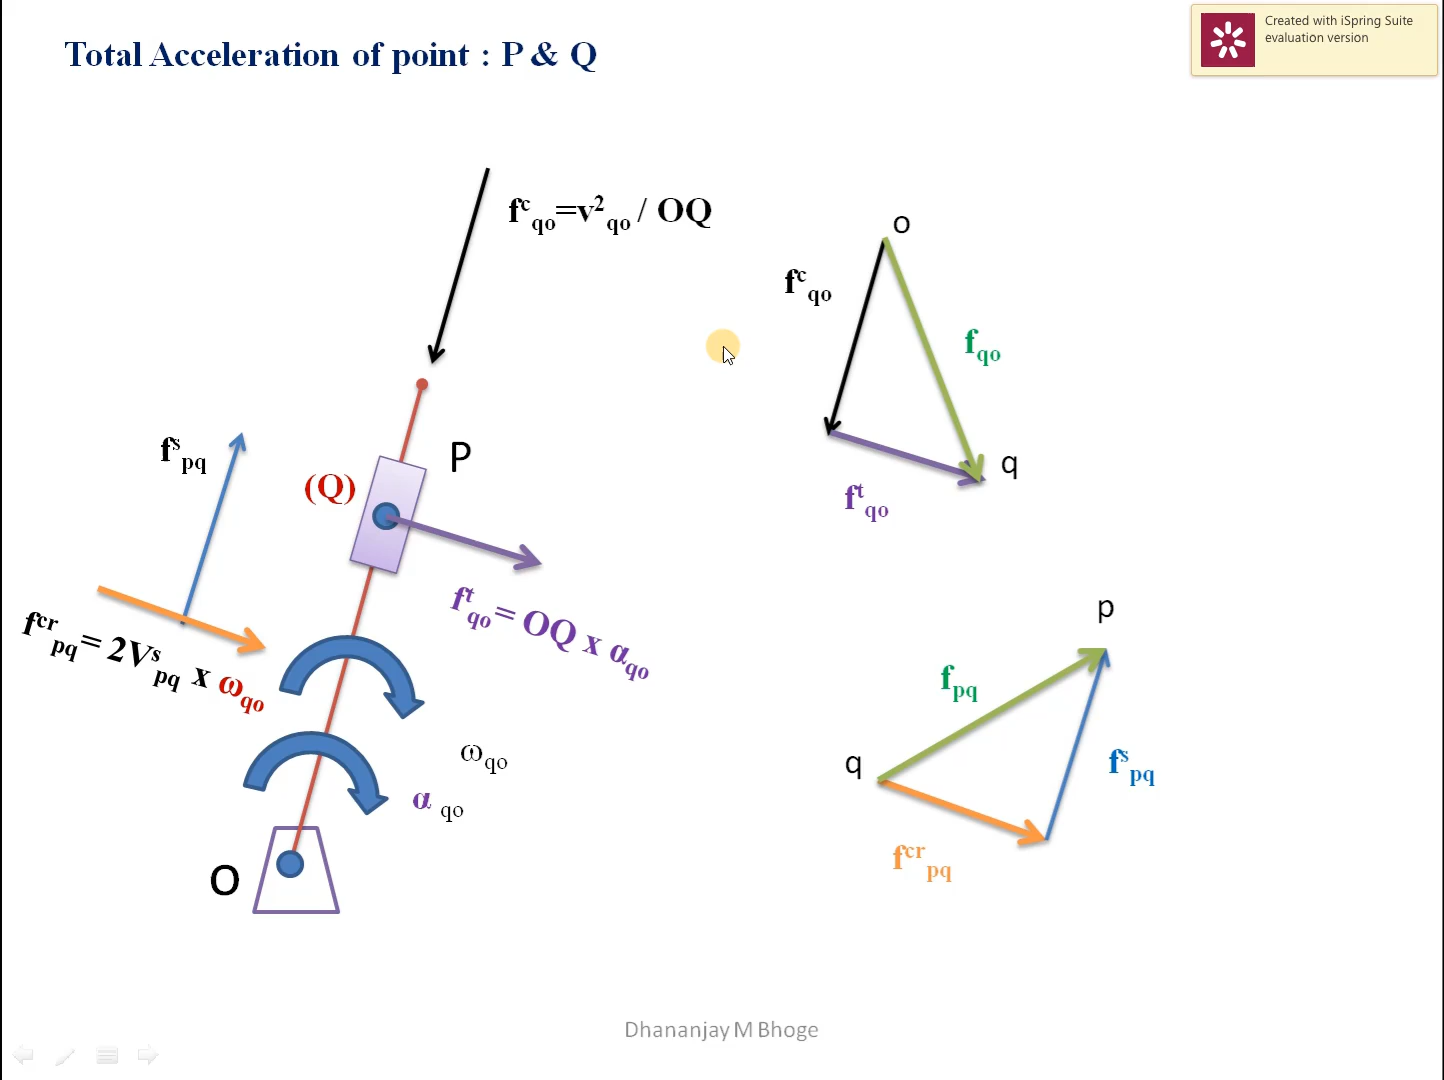 Total Acceleration of point : P & Q
Created with iSpring Suite
evaluation version
fᶜqo=v²qo / OQ
o
fᶜqo
fqo
fˢpq
P
(Q)
q
fᵗqo
fᵗqo= OQ x αqo
fᶜʳpq= 2Vˢpq x ωqo
p
fpq
ωqo
q
fˢpq
α qo
fᶜʳpq
O
Dhananjay M Bhoge